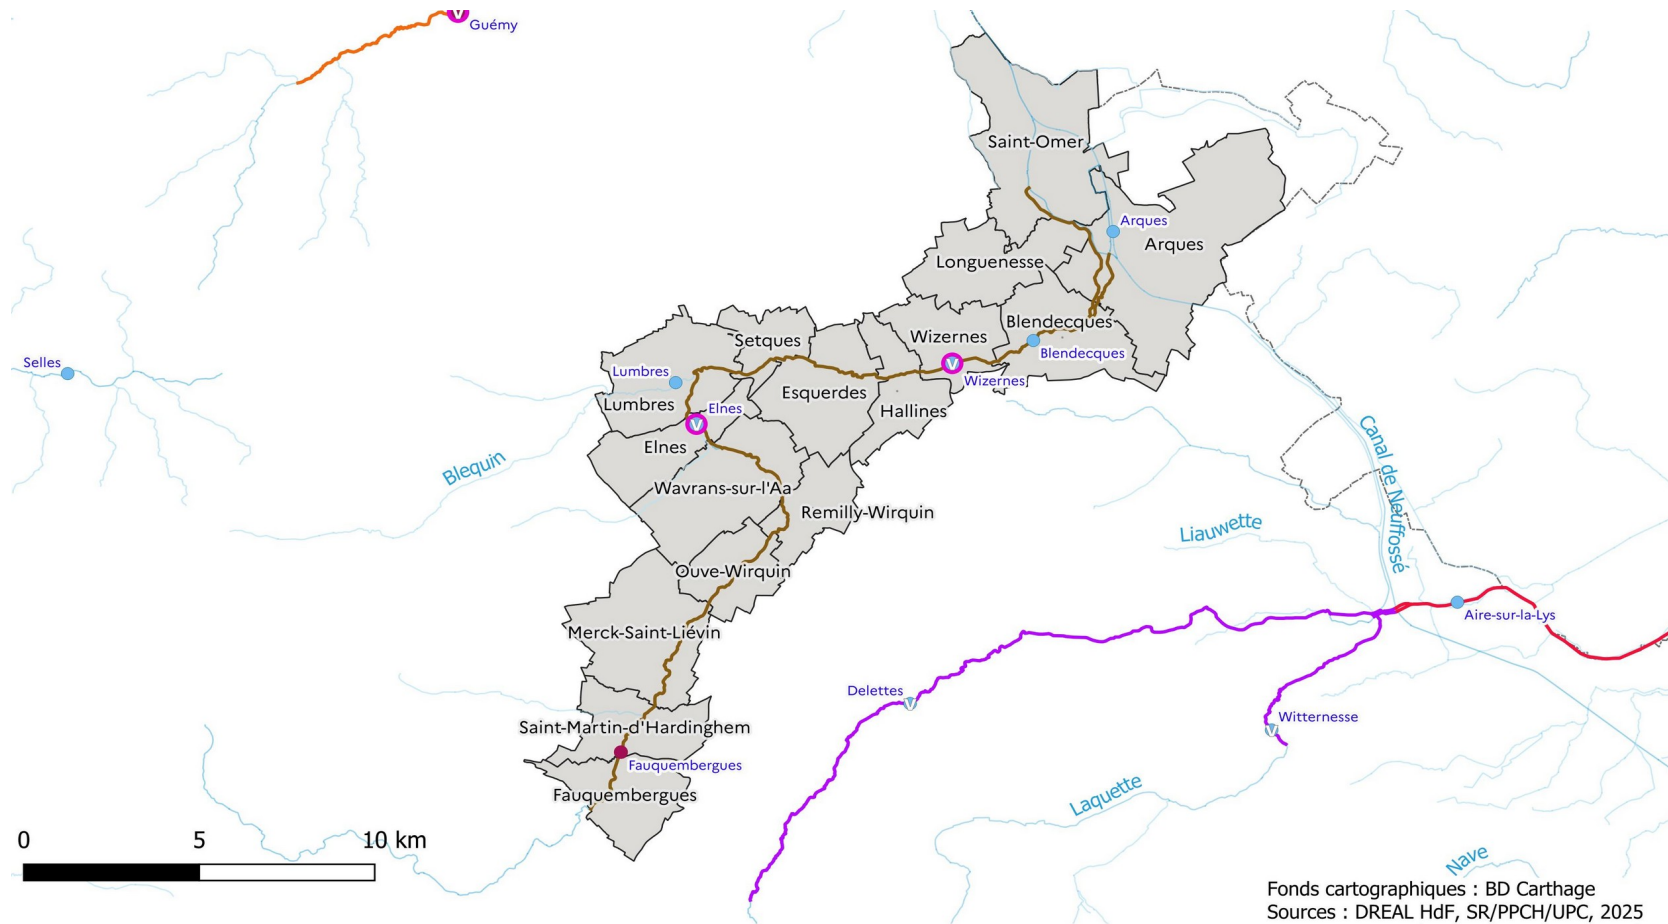 Guémy
Saint-Omer
Arques
Arques
Longuenesse
Blendecques
Wizernes
Setques
Blendecques
Selles
Lumbres
Wizernes
Esquerdes
Lumbres
Elnes
Hallines
Elnes
Canal de Neuffossé
Blequin
Wavrans-sur-l'Aa
Remilly-Wirquin
Liauwette
Ouve-Wirquin
Aire-sur-la-Lys
Merck-Saint-Liévin
Delettes
Witternesse
Saint-Martin-d'Hardinghem
Fauquembergues
Fauquembergues
Laquette
0 5 10 km
Nave
Fonds cartographiques : BD Carthage
Sources : DREAL HdF, SR/PPCH/UPC, 2025
V
V
V
V
V